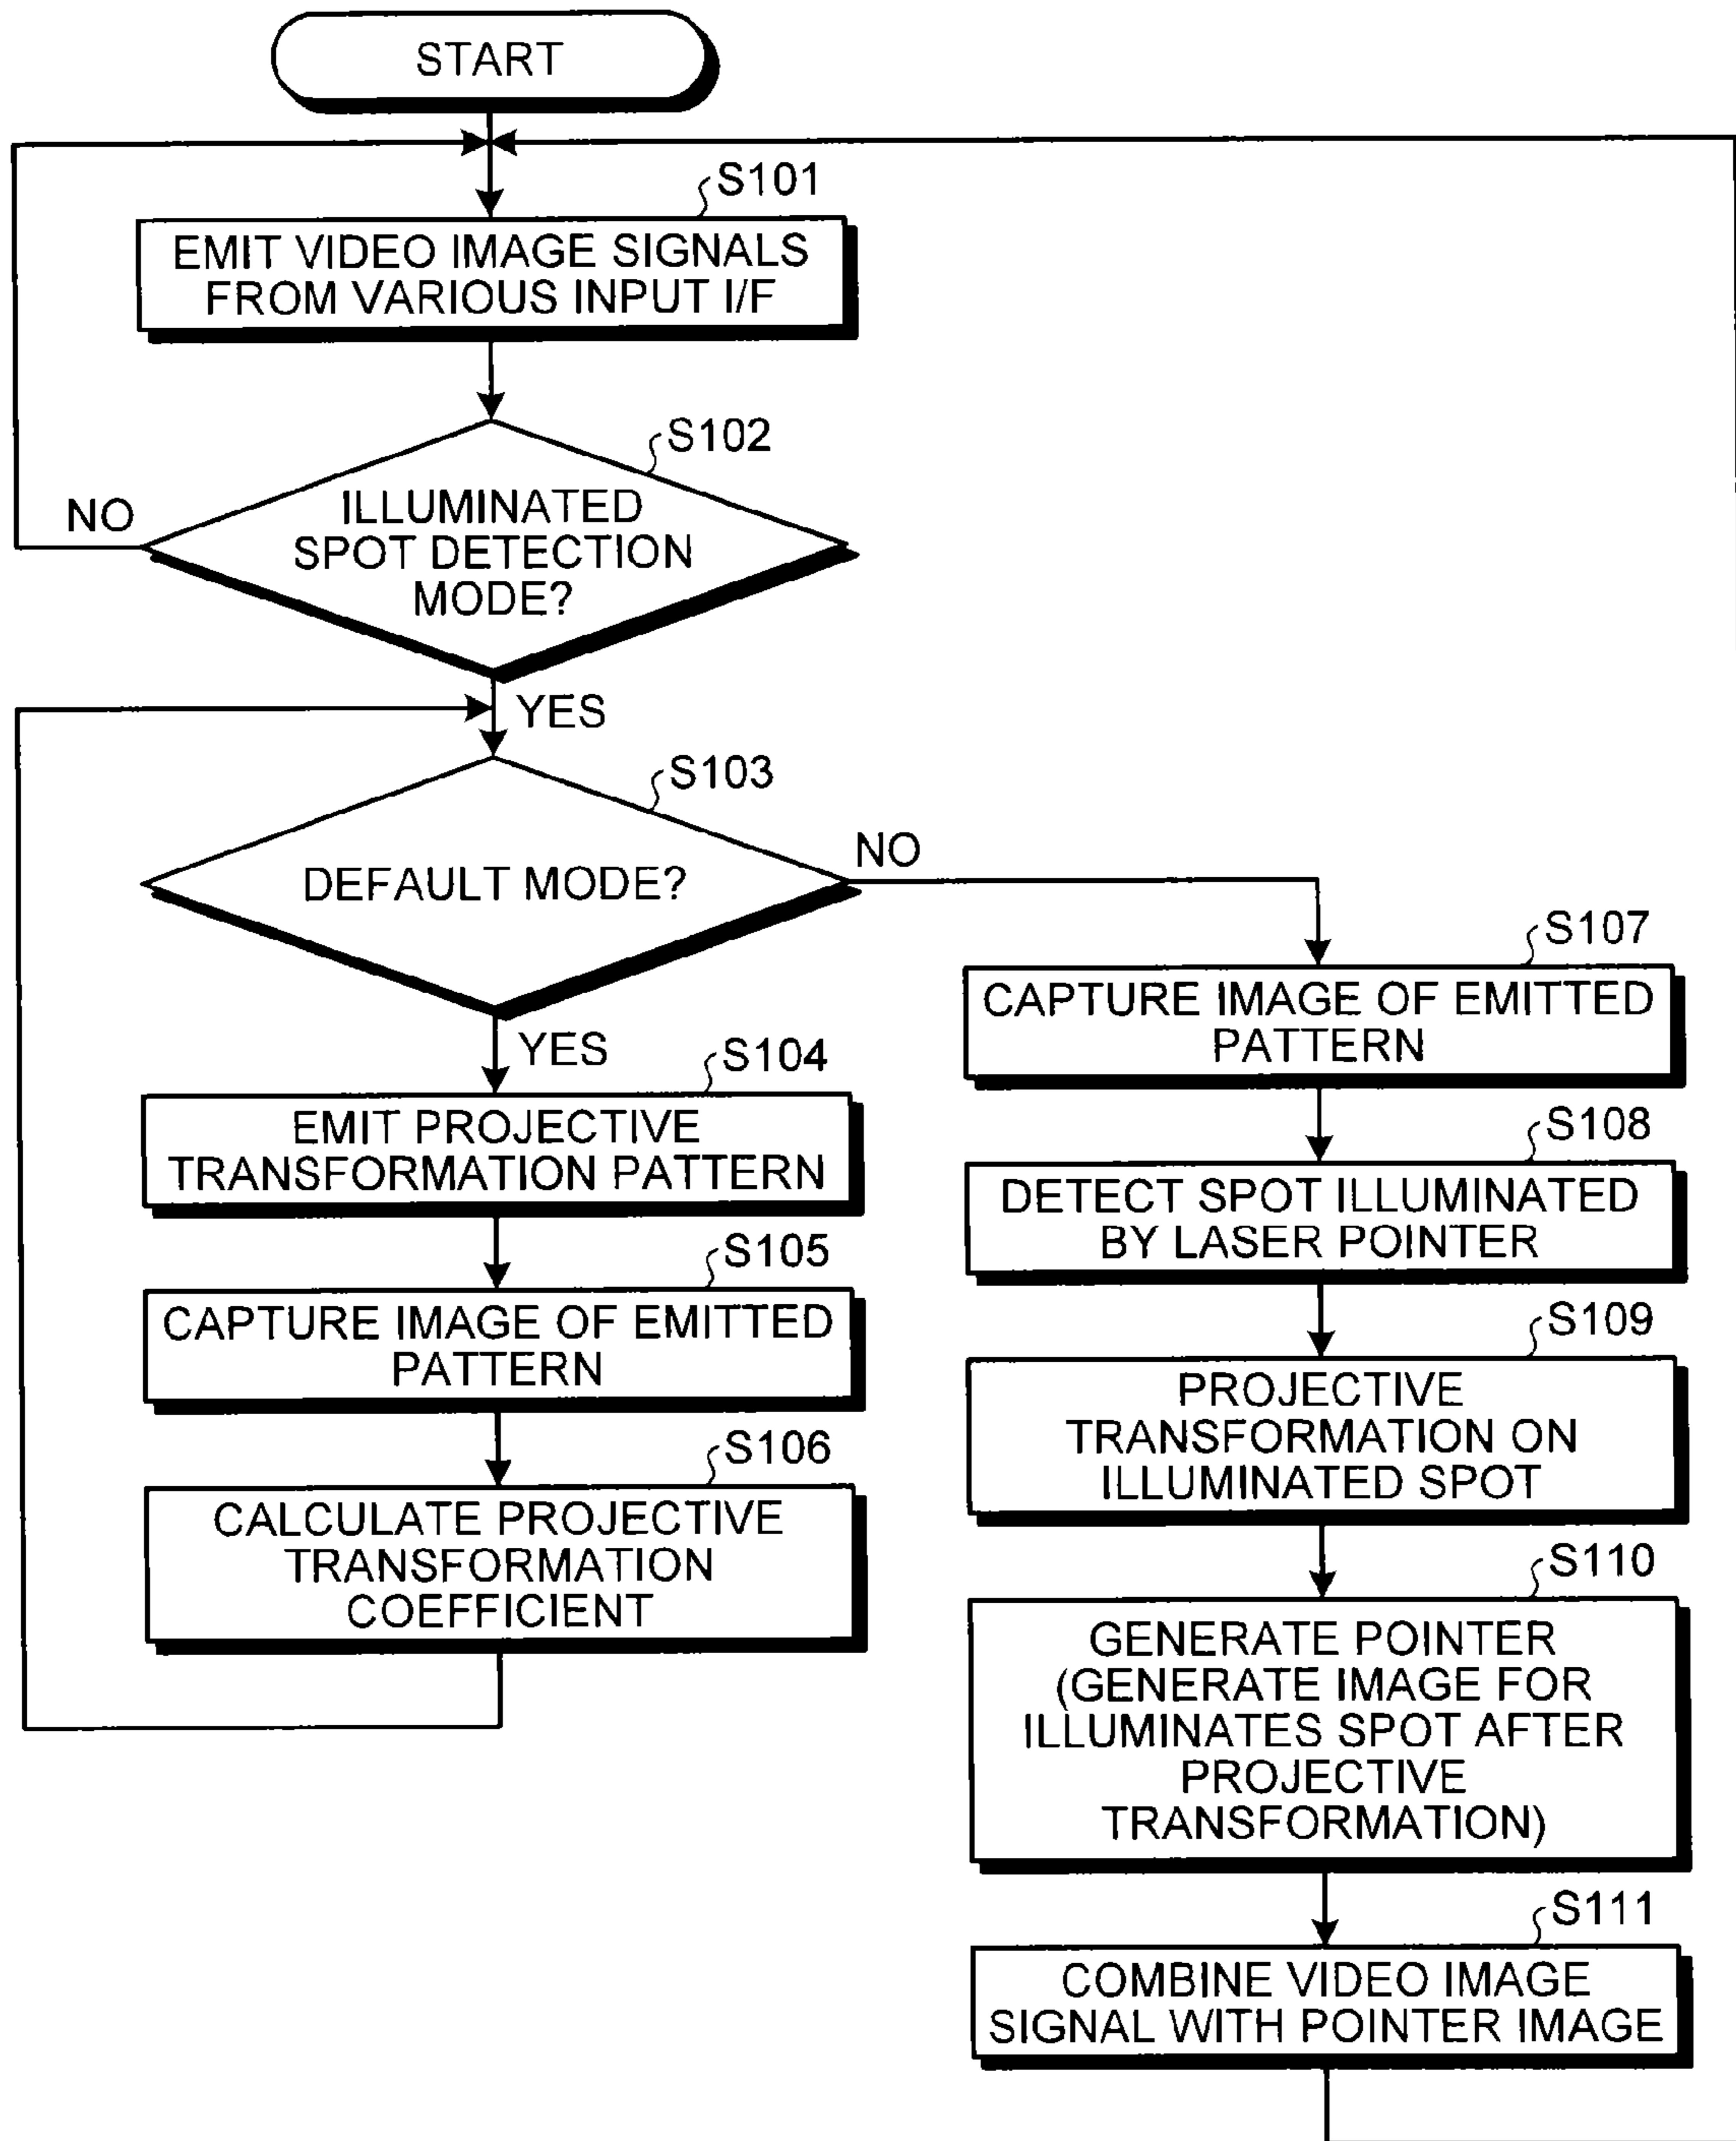 START
S101
EMIT VIDEO IMAGE SIGNALS
FROM VARIOUS INPUT I/F
S102
NO
ILLUMINATED
SPOT DETECTION
MODE?
YES
S103
NO
DEFAULT MODE?
YES
S104
EMIT PROJECTIVE
TRANSFORMATION PATTERN
S105
CAPTURE IMAGE OF EMITTED
PATTERN
S106
CALCULATE PROJECTIVE
TRANSFORMATION
COEFFICIENT
S107
CAPTURE IMAGE OF EMITTED
PATTERN
S108
DETECT SPOT ILLUMINATED
BY LASER POINTER
S109
PROJECTIVE
TRANSFORMATION ON
ILLUMINATED SPOT
S110
GENERATE POINTER
(GENERATE IMAGE FOR
ILLUMINATES SPOT AFTER
PROJECTIVE
TRANSFORMATION)
S111
COMBINE VIDEO IMAGE
SIGNAL WITH POINTER IMAGE